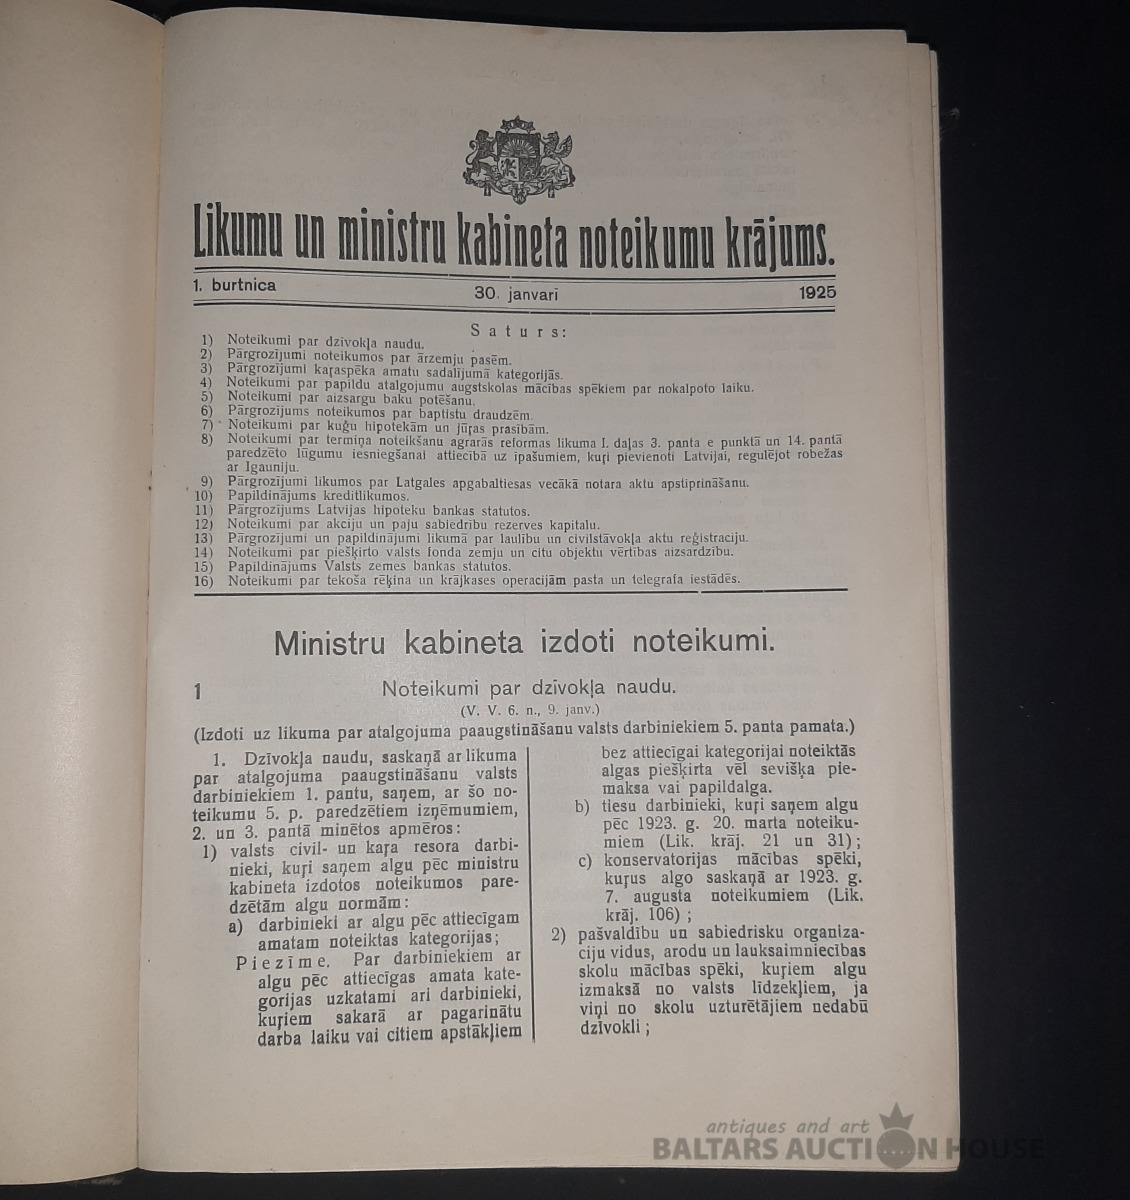 Likumu un ministru kabineta noteikumu krājums.
1. burtnica 30. janvarī 1925
Saturs:
1) Noteikumi par dzīvokļa naudu.
2) Pārgrozījumi noteikumos par ārzemju pasēm.
3) Pārgrozījumi kaŗaspēka amatu sadalījumā kategorijās.
4) Noteikumi par papildu atalgojumu augstskolas mācības spēkiem par nokalpoto laiku.
5) Noteikumi par aizsargu baku potēšanu.
6) Pārgrozījums noteikumos par baptistu draudzēm.
7) Noteikumi par kuģu hipotekām un jūŗas prasībām.
8) Noteikumi par termiņa noteikšanu agrarās reformas likuma I. daļas 3. panta e punktā un 14. pantā
paredzēto lūgumu iesniegšanai attiecībā uz īpašumiem, kuŗi pievienoti Latvijai, regulējot robežas
ar Igauniju.
9) Pārgrozījumi likumos par Latgales apgabaltiesas vecākā notara aktu apstiprināšanu.
10) Papildinājums kreditlikumos.
11) Pārgrozījums Latvijas hipoteku bankas statutos.
12) Noteikumi par akciju un paju sabiedrību rezerves kapitalu.
13) Pārgrozījumi un papildinājumi likumā par laulību un civilstāvokļa aktu reģistraciju.
14) Noteikumi par piešķirto valsts fonda zemju un citu objektu vērtības aizsardzību.
15) Papildinājums Valsts zemes bankas statutos.
16) Noteikumi par tekoša rēķina un krājkases operacijām pasta un telegrafa iestādēs.
Ministru kabineta izdoti noteikumi.
1 Noteikumi par dzīvokļa naudu.
(V. V. 6. n., 9. janv.)
(Izdoti uz likuma par atalgojuma paaugstināšanu valsts darbiniekiem 5. panta pamata.)
1. Dzīvokļa naudu, saskaņā ar likuma
par atalgojuma paaugstināšanu valsts
darbiniekiem 1. pantu, saņem, ar šo no-
teikumu 5. p. paredzētiem izņēmumiem,
2. un 3. pantā minētos apmēros:
1) valsts civil- un kaŗa resora darbi-
nieki, kuŗi saņem algu pēc ministru
kabineta izdotos noteikumos pare-
dzētām algu normām:
a) darbinieki ar algu pēc attiecīgam
amatam noteiktas kategorijas;
Piezīme. Par darbiniekiem ar
algu pēc attiecīgas amata kate-
gorijas uzkatami arī darbinieki,
kuŗiem sakarā ar pagarinātu
darba laiku vai citiem apstākļiem
bez attiecīgai kategorijai noteiktās
algas piešķirta vēl sevišķa pie-
maksa vai papildalga.
b) tiesu darbinieki, kuŗi saņem algu
pēc 1923. g. 20. marta noteiku-
miem (Lik. krāj. 21 un 31);
c) konservatorijas mācības spēki,
kuŗus algo saskaņā ar 1923. g.
7. augusta noteikumiem (Lik.
krāj. 106);
2) pašvaldību un sabiedrisku organiza-
ciju vidus, arodu un lauksaimniecības
skolu mācības spēki, kuŗiem algu
izmaksā no valsts līdzekļiem, ja
viņi no skolu uzturētājiem nedabū
dzīvokli;
antiques and art
BALTARS AUCTION HOUSE